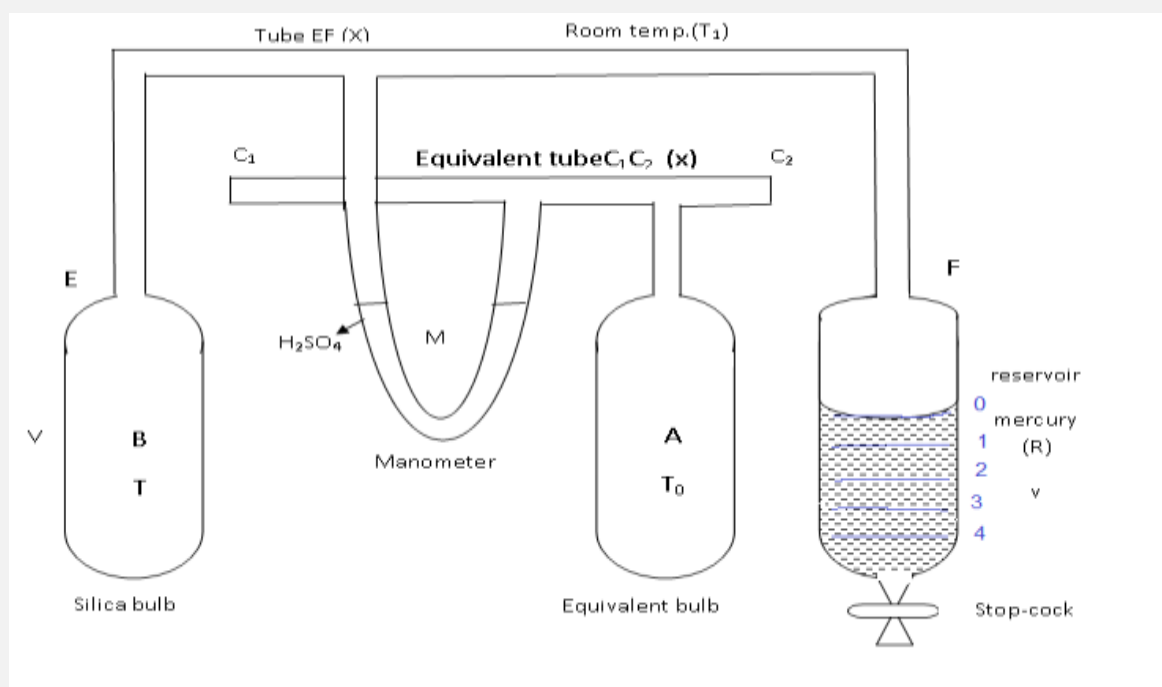 Tube EF (X)
Room temp.(T₁)
C₁
Equivalent tubeC₁C₂ (x)
C₂
E
F
H₂SO₄
M
reservoir
0
mercury
1
(R)
2
v
3
4
V
B
T
A
T₀
Manometer
Silica bulb
Equivalent bulb
Stop-cock